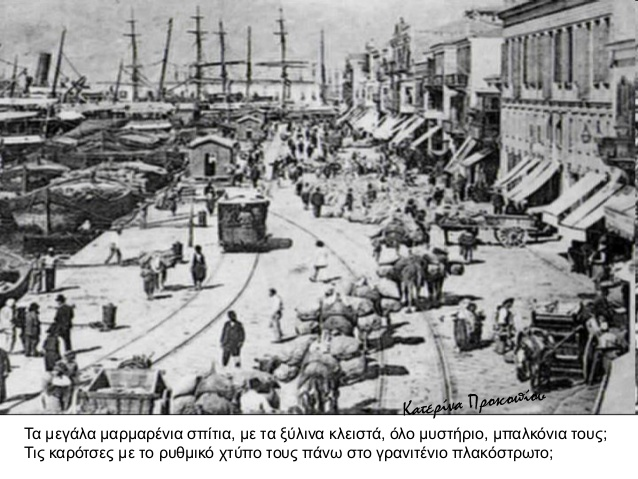 Κατερίνα Προκοπίου
Τα μεγάλα μαρμαρένια σπίτια, με τα ξύλινα κλειστά, όλο μυστήριο, μπαλκόνια τους;
Τις καρότσες με το ρυθμικό χτύπο τους πάνω στο γρανιτένιο πλακόστρωτο;